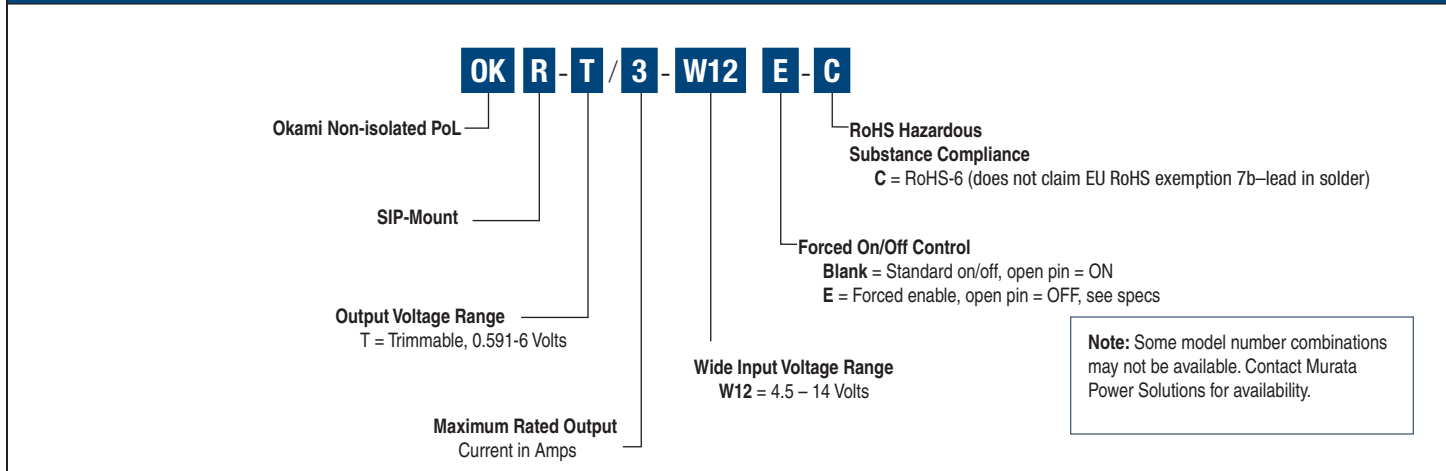 OK R - T / 3 - W12 E - C
Okami Non-isolated PoL
RoHS Hazardous
Substance Compliance
C = RoHS-6 (does not claim EU RoHS exemption 7b–lead in solder)
SIP-Mount
Forced On/Off Control
Blank = Standard on/off, open pin = ON
E = Forced enable, open pin = OFF, see specs
Output Voltage Range
T = Trimmable, 0.591-6 Volts
Note: Some model number combinations
may not be available. Contact Murata
Power Solutions for availability.
Wide Input Voltage Range
W12 = 4.5 – 14 Volts
Maximum Rated Output
Current in Amps